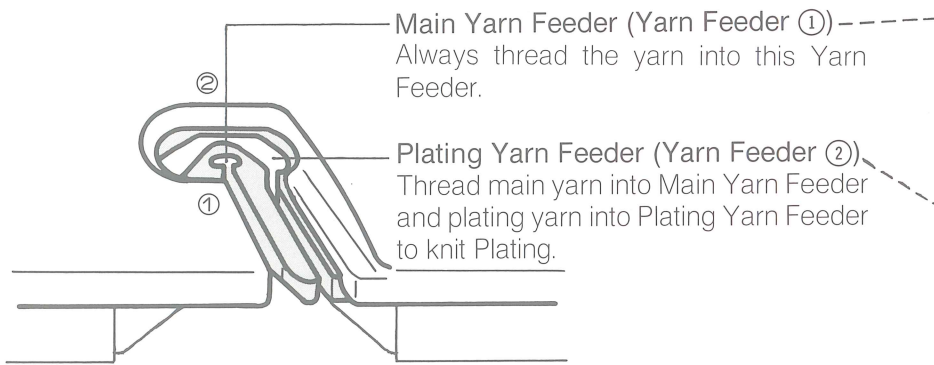 Main Yarn Feeder (Yarn Feeder ①)
Always thread the yarn into this Yarn
Feeder.
②
Plating Yarn Feeder (Yarn Feeder ②)
Thread main yarn into Main Yarn Feeder
and plating yarn into Plating Yarn Feeder
to knit Plating.
①